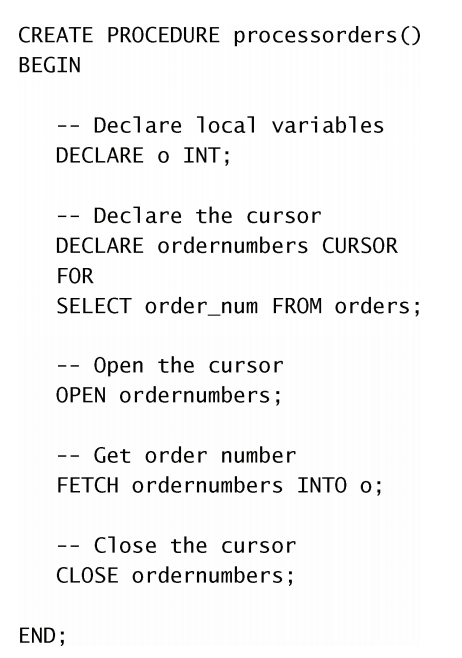 CREATE PROCEDURE processorders()
BEGIN

   -- Declare local variables
   DECLARE o INT;

   -- Declare the cursor
   DECLARE ordernumbers CURSOR
   FOR
   SELECT order_num FROM orders;

   -- Open the cursor
   OPEN ordernumbers;

   -- Get order number
   FETCH ordernumbers INTO o;

   -- Close the cursor
   CLOSE ordernumbers;

END;